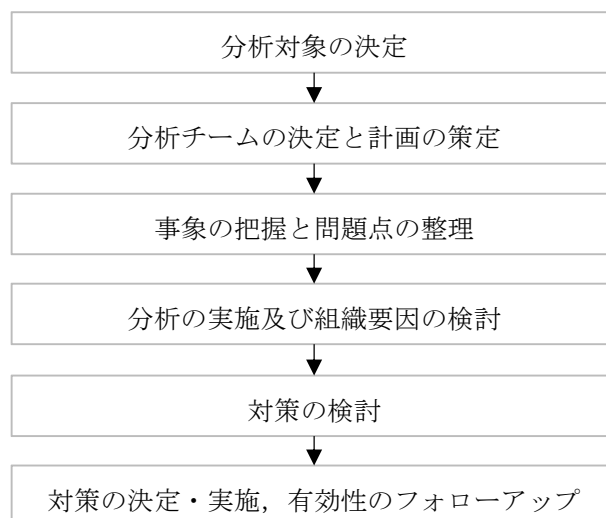 分析対象の決定
分析チームの決定と計画の策定
事象の把握と問題点の整理
分析の実施及び組織要因の検討
対策の検討
対策の決定・実施，有効性のフォローアップ